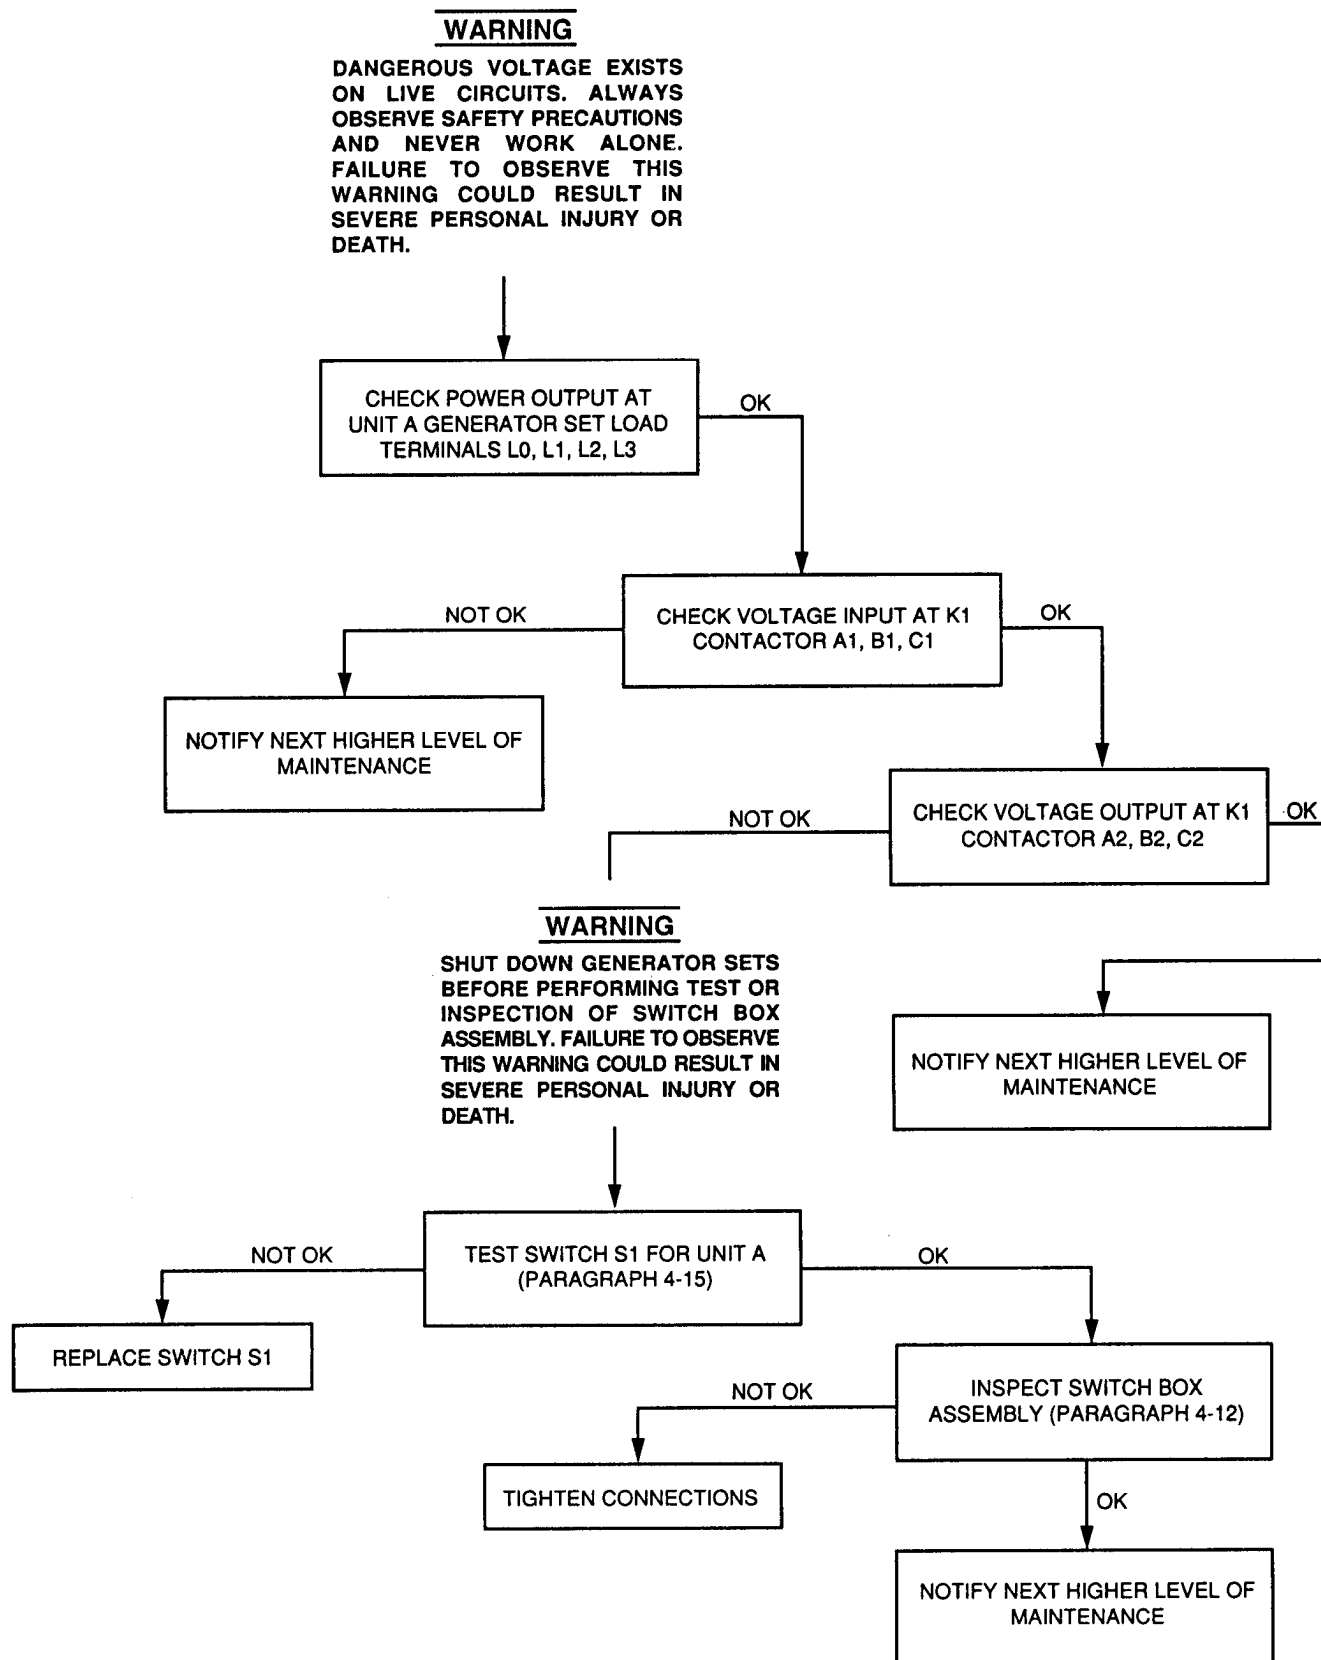 WARNING
DANGEROUS VOLTAGE EXISTS
ON LIVE CIRCUITS. ALWAYS
OBSERVE SAFETY PRECAUTIONS
AND NEVER WORK ALONE.
FAILURE TO OBSERVE THIS
WARNING COULD RESULT IN
SEVERE PERSONAL INJURY OR
DEATH.
CHECK POWER OUTPUT AT
UNIT A GENERATOR SET LOAD
TERMINALS L0, L1, L2, L3
OK
CHECK VOLTAGE INPUT AT K1
CONTACTOR A1, B1, C1
NOT OK
OK
NOTIFY NEXT HIGHER LEVEL OF
MAINTENANCE
CHECK VOLTAGE OUTPUT AT K1
CONTACTOR A2, B2, C2
NOT OK
OK
WARNING
SHUT DOWN GENERATOR SETS
BEFORE PERFORMING TEST OR
INSPECTION OF SWITCH BOX
ASSEMBLY. FAILURE TO OBSERVE
THIS WARNING COULD RESULT IN
SEVERE PERSONAL INJURY OR
DEATH.
NOTIFY NEXT HIGHER LEVEL OF
MAINTENANCE
TEST SWITCH S1 FOR UNIT A
(PARAGRAPH 4-15)
NOT OK
OK
REPLACE SWITCH S1
INSPECT SWITCH BOX
ASSEMBLY (PARAGRAPH 4-12)
NOT OK
TIGHTEN CONNECTIONS
OK
NOTIFY NEXT HIGHER LEVEL OF
MAINTENANCE